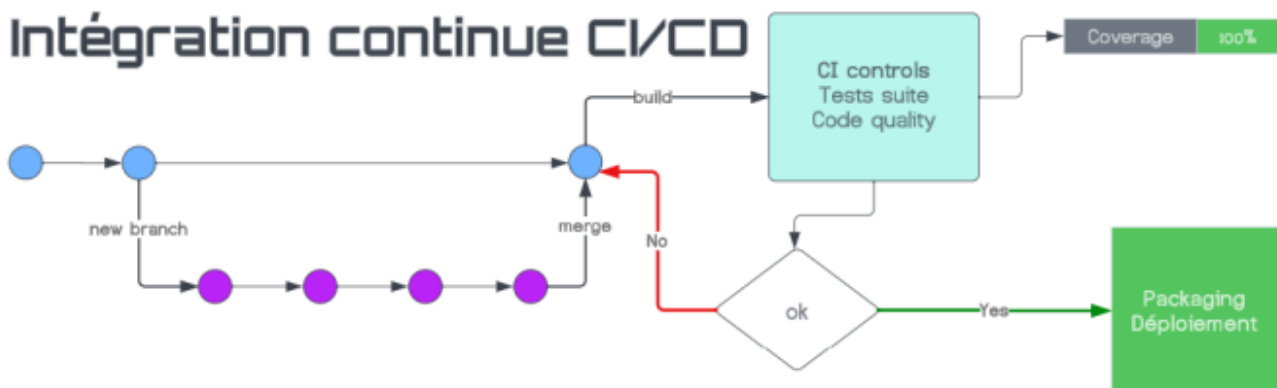 Intégration continue CI/CD
build
CI controls
Tests suite
Code quality
Coverage 100%
new branch
merge
No
ok
Yes
Packaging
Déploiement